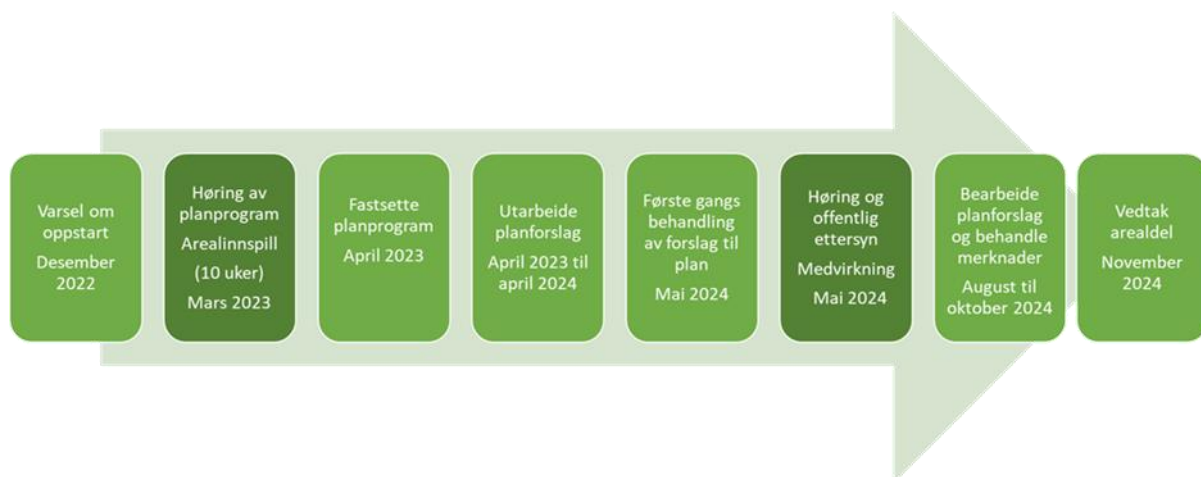 Varsel om
oppstart
Desember
2022
Høring av
planprogram
Arealinnspill
(10 uker)
Mars 2023
Fastsette
planprogram
April 2023
Utarbeide
planforslag
April 2023 til
april 2024
Første gangs
behandling
av forslag til
plan
Mai 2024
Høring og
offentlig
ettersyn
Medvirkning
Mai 2024
Bearbeide
planforslag
og behandle
merknader
August til
oktober 2024
Vedtak
arealdel
November
2024